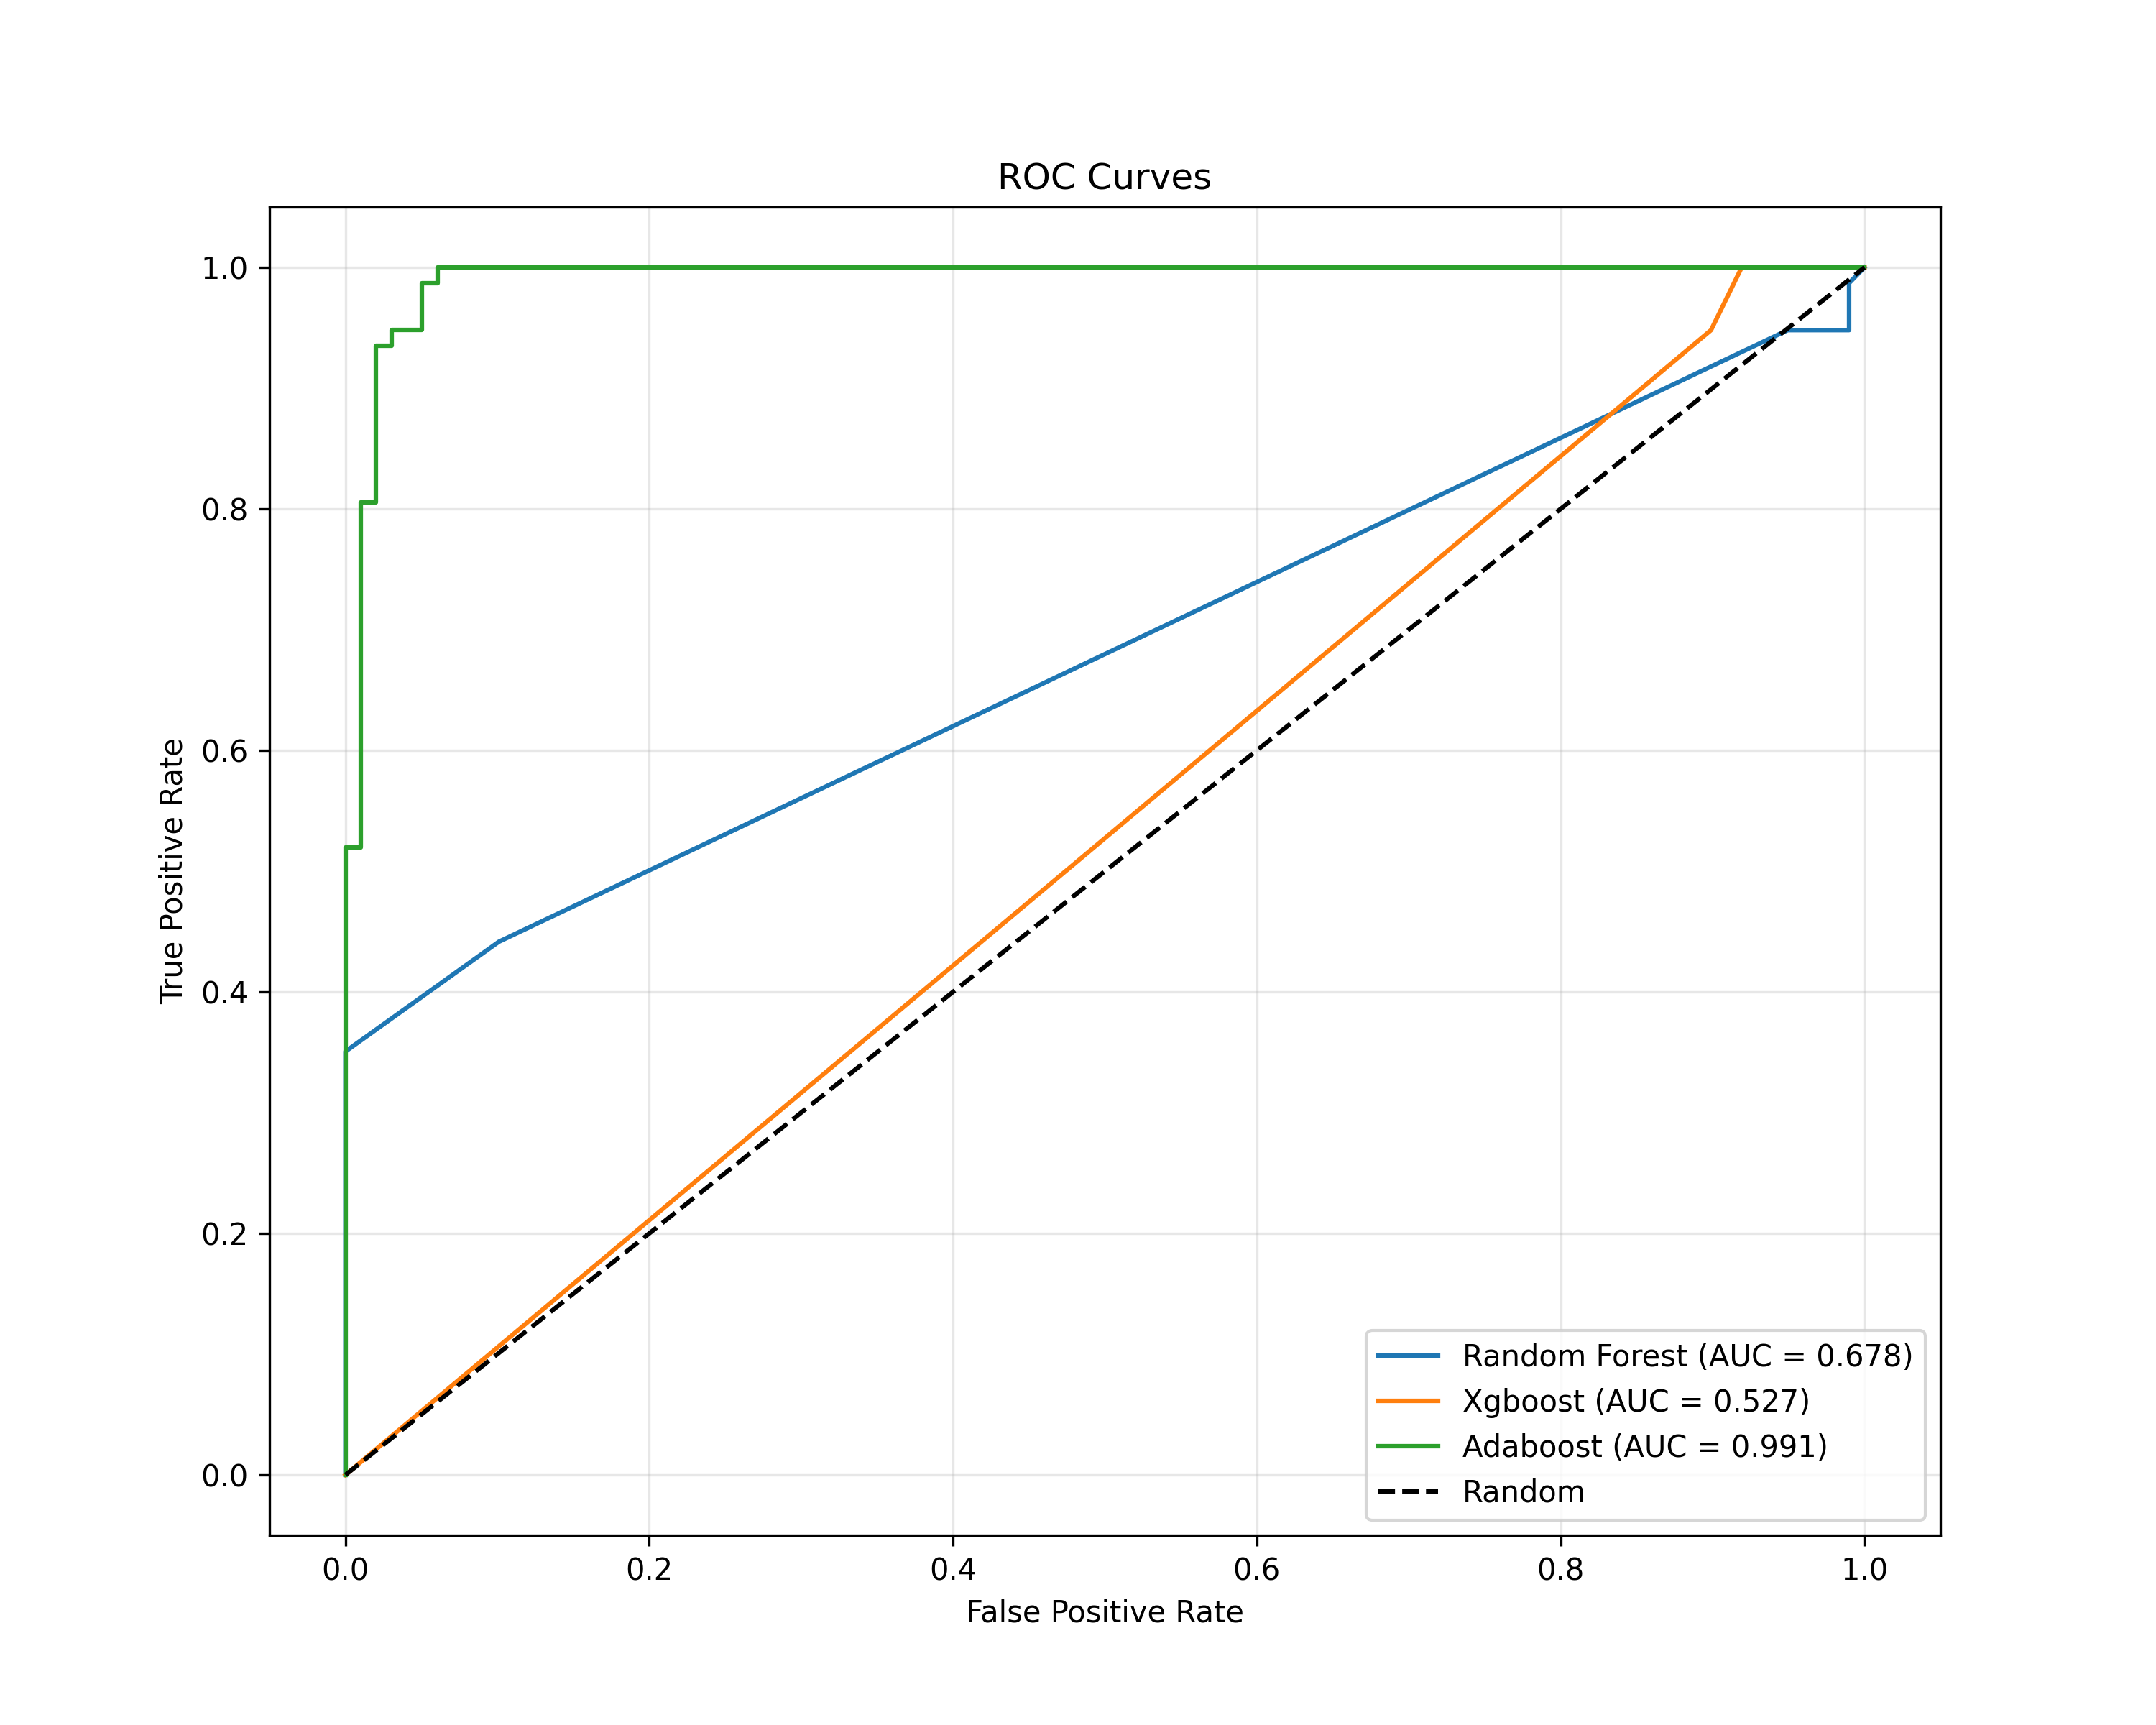 ROC Curves
True Positive Rate
1.0
0.8
0.6
0.4
0.2
0.0
0.0 0.2 0.4 0.6 0.8 1.0
False Positive Rate
Random Forest (AUC = 0.678)
Xgboost (AUC = 0.527)
Adaboost (AUC = 0.991)
Random